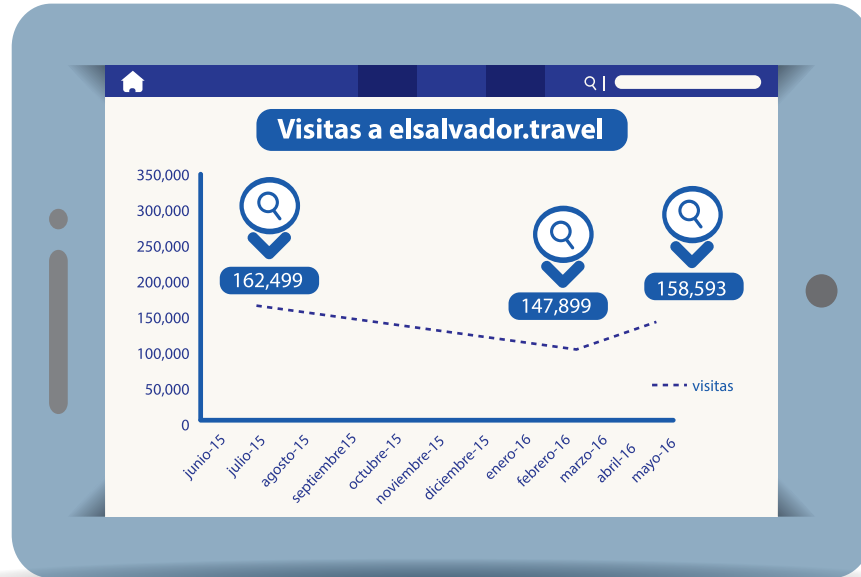 Visitas a elsalvador.travel
350,000
300,000
250,000
200,000
150,000
100,000
50,000
0
162,499
147,899
158,593
visitas
junio-15
julio-15
agosto-15
septiembre15
octubre-15
noviembre-15
diciembre-15
enero-16
febrero-16
marzo-16
abril-16
mayo-16